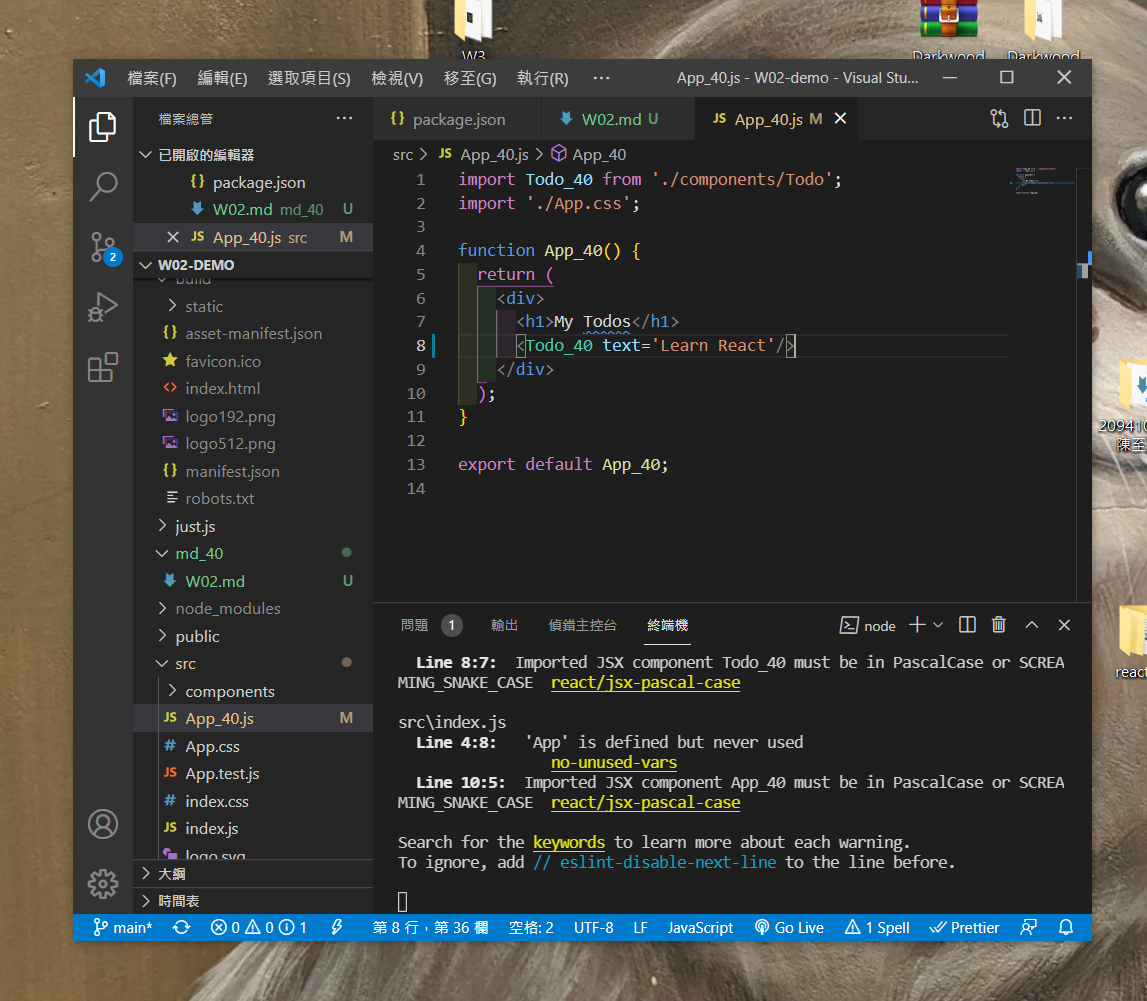 W3
Darkwood
Darkwood
檔案(F) 編輯(E) 選取項目(S) 檢視(V) 移至(G) 執行(R) ··· App_40.js - W02-demo - Visual Stu...
檔案總管 ···
已開啟的編輯器
{} package.json
W02.md md_40 U
JS App_40.js src M
W02-DEMO
build
static
{} asset-manifest.json
favicon.ico
<> index.html
logo192.png
logo512.png
{} manifest.json
robots.txt
just.js
md_40
W02.md U
node_modules
public
src
components
JS App_40.js M
# App.css
JS App.test.js
# index.css
JS index.js
logo.svg
大綱
時間表
2
{} package.json W02.md U JS App_40.js M
src > JS App_40.js > App_40
1 import Todo_40 from './components/Todo';
2 import './App.css';
3
4 function App_40() {
5 return (
6 <div>
7 <h1>My Todos</h1>
8 <Todo_40 text='Learn React'/>
9 </div>
10 );
11 }
12
13 export default App_40;
14
問題 1 輸出 偵錯主控台 終端機 node
Line 8:7: Imported JSX component Todo_40 must be in PascalCase or SCREA
MING_SNAKE_CASE react/jsx-pascal-case
src\index.js
Line 4:8: 'App' is defined but never used
no-unused-vars
Line 10:5: Imported JSX component App_40 must be in PascalCase or SCREA
MING_SNAKE_CASE react/jsx-pascal-case
Search for the keywords to learn more about each warning.
To ignore, add // eslint-disable-next-line to the line before.
main* 0 0 1 第 8 行，第 36 欄 空格: 2 UTF-8 LF JavaScript Go Live 1 Spell Prettier
陳至
react